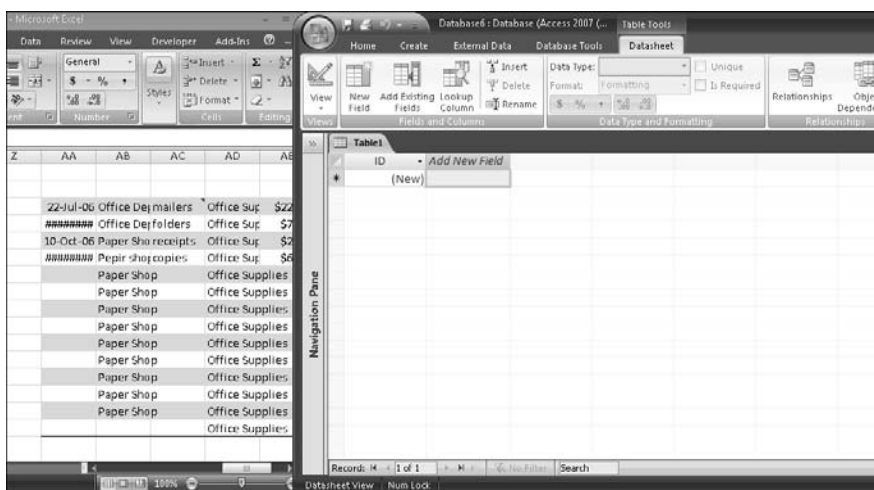 - Microsoft Excel
Data Review View Developer Add-Ins
General
$ - % ,
Styles
Insert
Delete
Format
Number Cells Editing
Z AA AB AC AD AE
22-Jul-06 Office Dep mailers Office Sup $22
######## Office Dep folders Office Sup $7
10-Oct-06 Paper Sho receipts Office Sup $2
######## Pepir shop copies Office Sup $6
Paper Shop Office Supplies
Paper Shop Office Supplies
Paper Shop Office Supplies
Paper Shop Office Supplies
Paper Shop Office Supplies
Paper Shop Office Supplies
Paper Shop Office Supplies
Paper Shop Office Supplies
Paper Shop Office Supplies
Office Supplies
100%
Database6 : Database (Access 2007 (... Table Tools
Home Create External Data Database Tools Datasheet
View
Views
New Field
Add Existing Fields
Lookup Column
Insert
Delete
Rename
Fields and Columns
Data Type: Unique
Format: Formatting Is Required
$ % ,
Data Type and Formatting
Relationships
Obje
Depende
Relationships
Table1
ID Add New Field
* (New)
Navigation Pane
Record: 1 of 1 No Filter Search
Datasheet View Num Lock